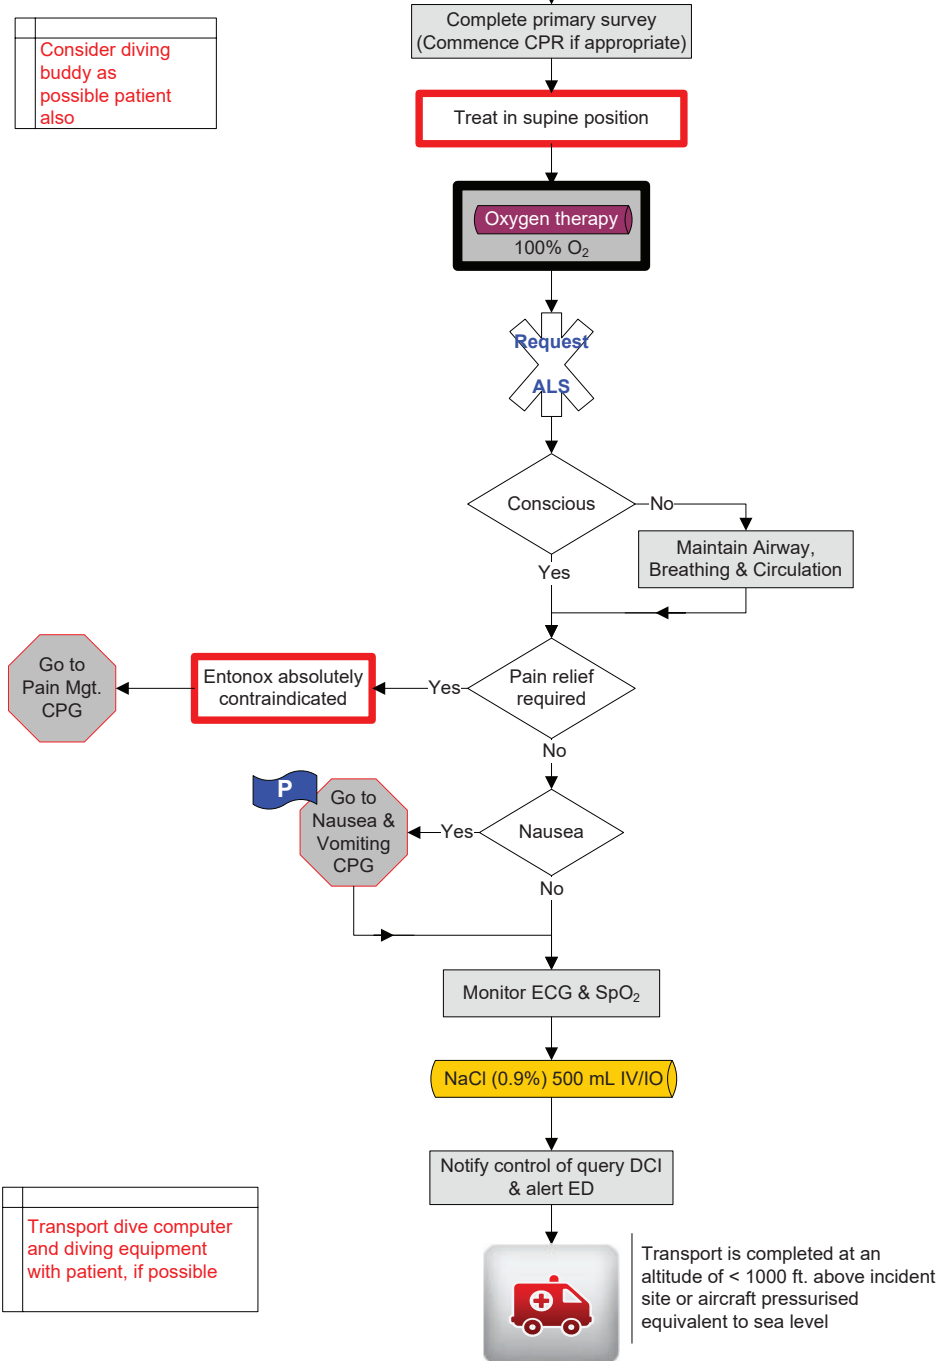 Complete primary survey
(Commence CPR if appropriate)
Consider diving
buddy as
possible patient
also
Treat in supine position
Oxygen therapy
100% O₂
Request
ALS
Conscious
No
Maintain Airway,
Breathing & Circulation
Yes
Go to
Pain Mgt.
CPG
Entonox absolutely
contraindicated
Yes
Pain relief
required
No
P
Go to
Nausea &
Vomiting
CPG
Yes
Nausea
No
Monitor ECG & SpO₂
NaCl (0.9%) 500 mL IV/IO
Notify control of query DCI
& alert ED
Transport dive computer
and diving equipment
with patient, if possible
Transport is completed at an
altitude of < 1000 ft. above incident
site or aircraft pressurised
equivalent to sea level